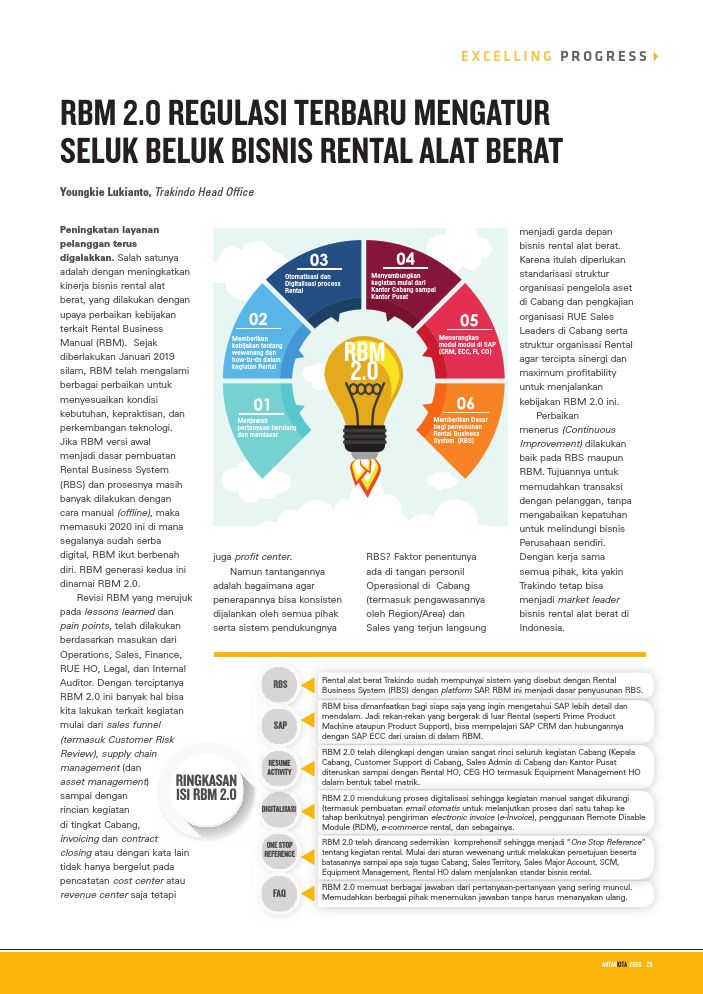 EXCELLING PROGRESS
RBM 2.0 REGULASI TERBARU MENGATUR
SELUK BELUK BISNIS RENTAL ALAT BERAT
Youngkie Lukianto, Trakindo Head Office
Peningkatan layanan
pelanggan terus
digalakkan. Salah satunya
adalah dengan meningkatkan
kinerja bisnis rental alat
berat, yang dilakukan dengan
upaya perbaikan kebijakan
terkait Rental Business
Manual (RBM). Sejak
diberlakukan Januari 2019
silam, RBM telah mengalami
berbagai perbaikan untuk
menyesuaikan kondisi
kebutuhan, kepraktisan, dan
perkembangan teknologi.
Jika RBM versi awal
menjadi dasar pembuatan
Rental Business System
(RBS) dan prosesnya masih
banyak dilakukan dengan
cara manual (offline), maka
memasuki 2020 ini di mana
segalanya sudah serba
digital, RBM ikut berbenah
diri. RBM generasi kedua ini
dinamai RBM 2.0.
Revisi RBM yang merujuk
pada lessons learned dan
pain points, telah dilakukan
berdasarkan masukan dari
Operations, Sales, Finance,
RUE HO, Legal, dan Internal
Auditor. Dengan terciptanya
RBM 2.0 ini banyak hal bisa
kita lakukan terkait kegiatan
mulai dari sales funnel
(termasuk Customer Risk
Review), supply chain
management (dan
asset management)
sampai dengan
rincian kegiatan
di tingkat Cabang,
invoicing dan contract
closing atau dengan kata lain
tidak hanya bergelut pada
pencatatan cost center atau
revenue center saja tetapi
01
Menjawab
pertanyaan berulang
dan mendasar
02
Memberikan
kebijakan tentang
wewenang dan
how-to-do dalam
kegiatan Rental
03
Otomatisasi dan
Digitalisasi process
Rental
04
Menyambungkan
kegiatan mulai dari
Kantor Cabang sampai
Kantor Pusat
05
Menerangkan
modul modul di SAP
(CRM, ECC, FI, CO)
06
Memberikan Dasar
bagi penyusunan
Rental Business
System (RBS)
RBM
2.0
juga profit center.
Namun tantangannya
adalah bagaimana agar
penerapannya bisa konsisten
dijalankan oleh semua pihak
serta sistem pendukungnya
RBS? Faktor penentunya
ada di tangan personil
Operasional di Cabang
(termasuk pengawasannya
oleh Region/Area) dan
Sales yang terjun langsung
menjadi garda depan
bisnis rental alat berat.
Karena itulah diperlukan
standarisasi struktur
organisasi pengelola aset
di Cabang dan pengkajian
organisasi RUE Sales
Leaders di Cabang serta
struktur organisasi Rental
agar tercipta sinergi dan
maximum profitability
untuk menjalankan
kebijakan RBM 2.0 ini.
Perbaikan
menerus (Continuous
Improvement) dilakukan
baik pada RBS maupun
RBM. Tujuannya untuk
memudahkan transaksi
dengan pelanggan, tanpa
mengabaikan kepatuhan
untuk melindungi bisnis
Perusahaan sendiri.
Dengan kerja sama
semua pihak, kita yakin
Trakindo tetap bisa
menjadi market leader
bisnis rental alat berat di
Indonesia.
RINGKASAN
ISI RBM 2.0
RBS
Rental alat berat Trakindo sudah mempunyai sistem yang disebut dengan Rental
Business System (RBS) dengan platform SAP. RBM ini menjadi dasar penyusunan RBS.
SAP
RBM bisa dimanfaatkan bagi siapa saja yang ingin mengetahui SAP lebih detail dan
mendalam. Jadi rekan-rekan yang bergerak di luar Rental (seperti Prime Product
Machine ataupun Product Support), bisa mempelajari SAP CRM dan hubungannya
dengan SAP ECC dari uraian di dalam RBM.
RESUME
ACTIVITY
RBM 2.0 telah dilengkapi dengan uraian sangat rinci seluruh kegiatan Cabang (Kepala
Cabang, Customer Support di Cabang, Sales Admin di Cabang dan Kantor Pusat
diteruskan sampai dengan Rental HO, CEG HO termasuk Equipment Management HO
dalam bentuk tabel matrik.
DIGITALISASI
RBM 2.0 mendukung proses digitalisasi sehingga kegiatan manual sangat dikurangi
(termasuk pembuatan email otomatis untuk melanjutkan proses dari satu tahap ke
tahap berikutnya) pengiriman electronic invoice (e-Invoice), penggunaan Remote Disable
Module (RDM), e-commerce rental, dan sebagainya.
ONE STOP
REFERENCE
RBM 2.0 telah dirancang sedemikian komprehensif sehingga menjadi "One Stop Reference"
tentang kegiatan rental. Mulai dari aturan wewenang untuk melakukan persetujuan beserta
batasannya sampai apa saja tugas Cabang, Sales Territory, Sales Major Account, SCM,
Equipment Management, Rental HO dalam menjalankan standar bisnis rental.
FAQ
RBM 2.0 memuat berbagai jawaban dari pertanyaan-pertanyaan yang sering muncul.
Memudahkan berbagai pihak menemukan jawaban tanpa harus menanyakan ulang.
ANTARKITA 2020 29